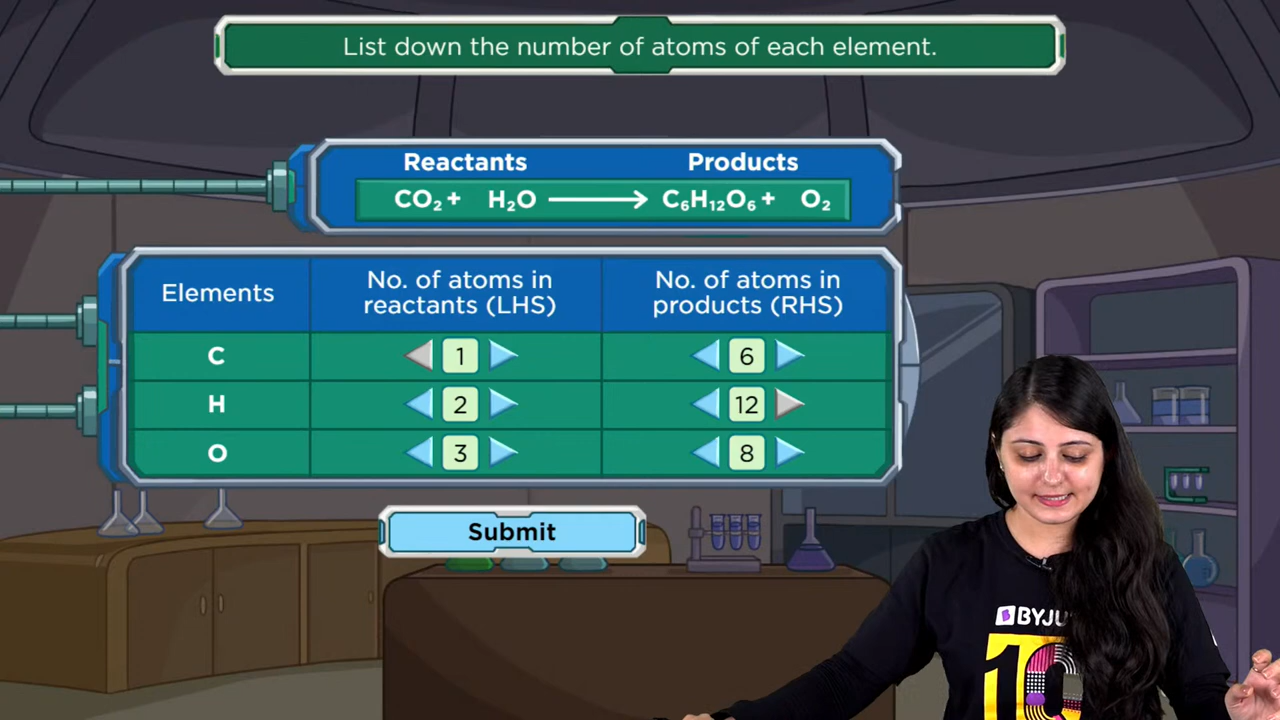 List down the number of atoms of each element.
Reactants Products
CO₂ + H₂O ⟶ C₆H₁₂O₆ + O₂
Elements No. of atoms in reactants (LHS) No. of atoms in products (RHS)
C 1 6
H 2 12
O 3 8
Submit
BYJU
10